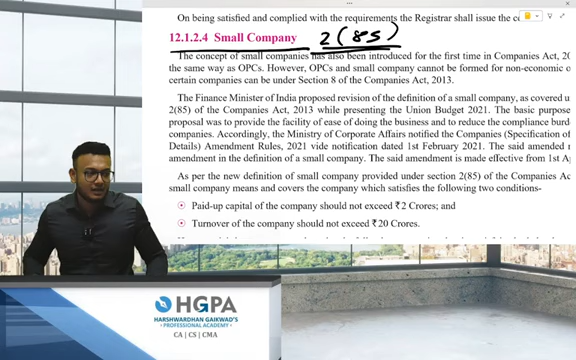 On being satisfied and complied with the requirements the Registrar shall issue the
12.1.2.4 Small Company 2(85)
The concept of small companies has also been introduced for the first time in Companies Act, 20
the same way as OPCs. However, OPCs and small company cannot be formed for non-economic
certain companies can be under Section 8 of the Companies Act, 2013.
The Finance Minister of India proposed revision of the definition of a small company, as covered
2(85) of the Companies Act, 2013 while presenting the Union Budget 2021. The basic purpose
proposal was to provide the facility of ease of doing the business and to reduce the compliance
companies. Accordingly, the Ministry of Corporate Affairs notified the Companies (Specification of
Details) Amendment Rules, 2021 vide notification dated 1st February 2021. The said amended
amendment in the definition of a small company. The said amendment is made effective from 1st
As per the new definition of small company provided under section 2(85) of the Companies
small company means and covers the company which satisfies the following two conditions-
Paid-up capital of the company should not exceed ₹2 Crores; and
Turnover of the company should not exceed ₹20 Crores.
HGPA
HARSHWARDHAN GAIKWAD'S
PROFESSIONAL ACADEMY
CA | CS | CMA